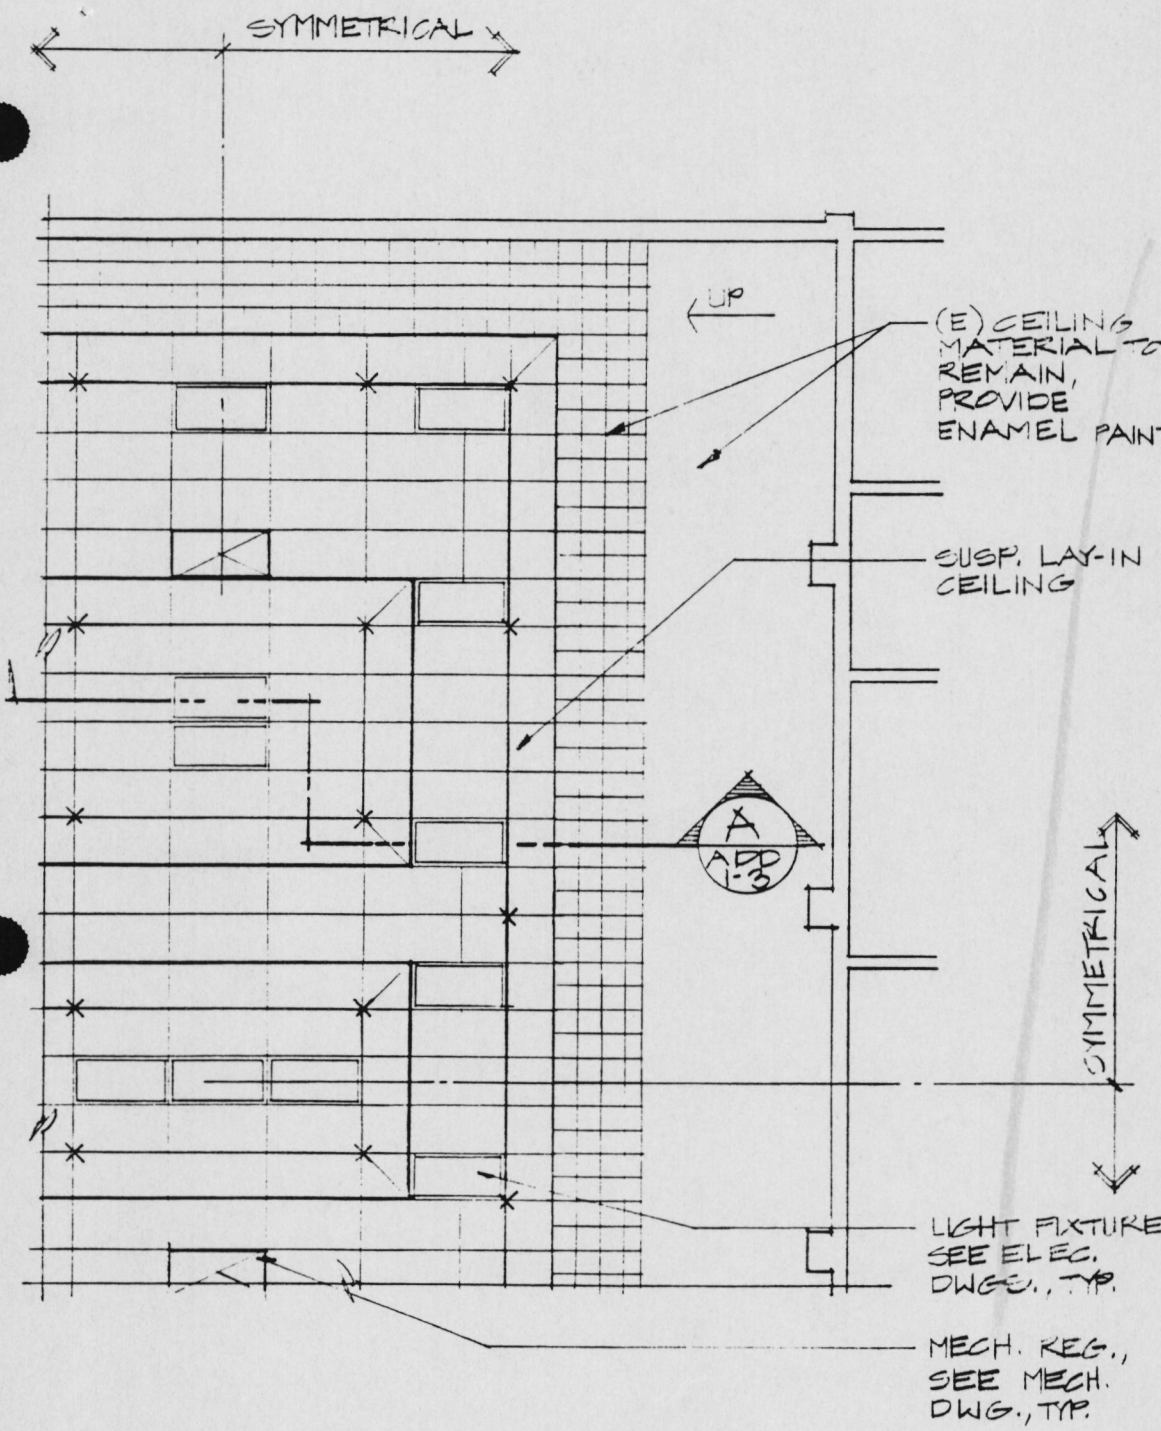 SYMMETRICAL
UP
(E) CEILING
MATERIAL TO
REMAIN,
PROVIDE
ENAMEL PAINT
SUSP. LAY-IN
CEILING
A
ADD
1-3
SYMMETRICAL
LIGHT FIXTURE
SEE ELEC.
DWGS., TYP.
MECH. REG.,
SEE MECH.
DWG., TYP.